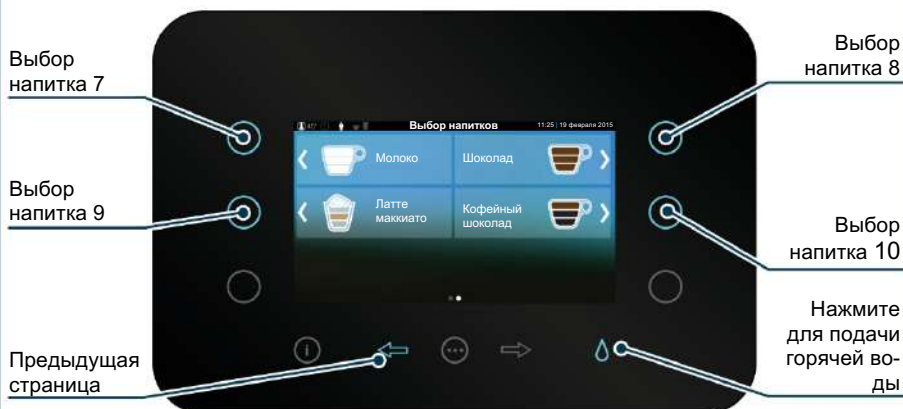 Выбор
напитка 7
Выбор
напитка 8
Выбор напитков
11:25 | 19 февраля 2015
Молоко
Шоколад
Латте
маккиато
Кофейный
шоколад
Выбор
напитка 9
Выбор
напитка 10
Предыдущая
страница
Нажмите
для подачи
горячей во-
ды